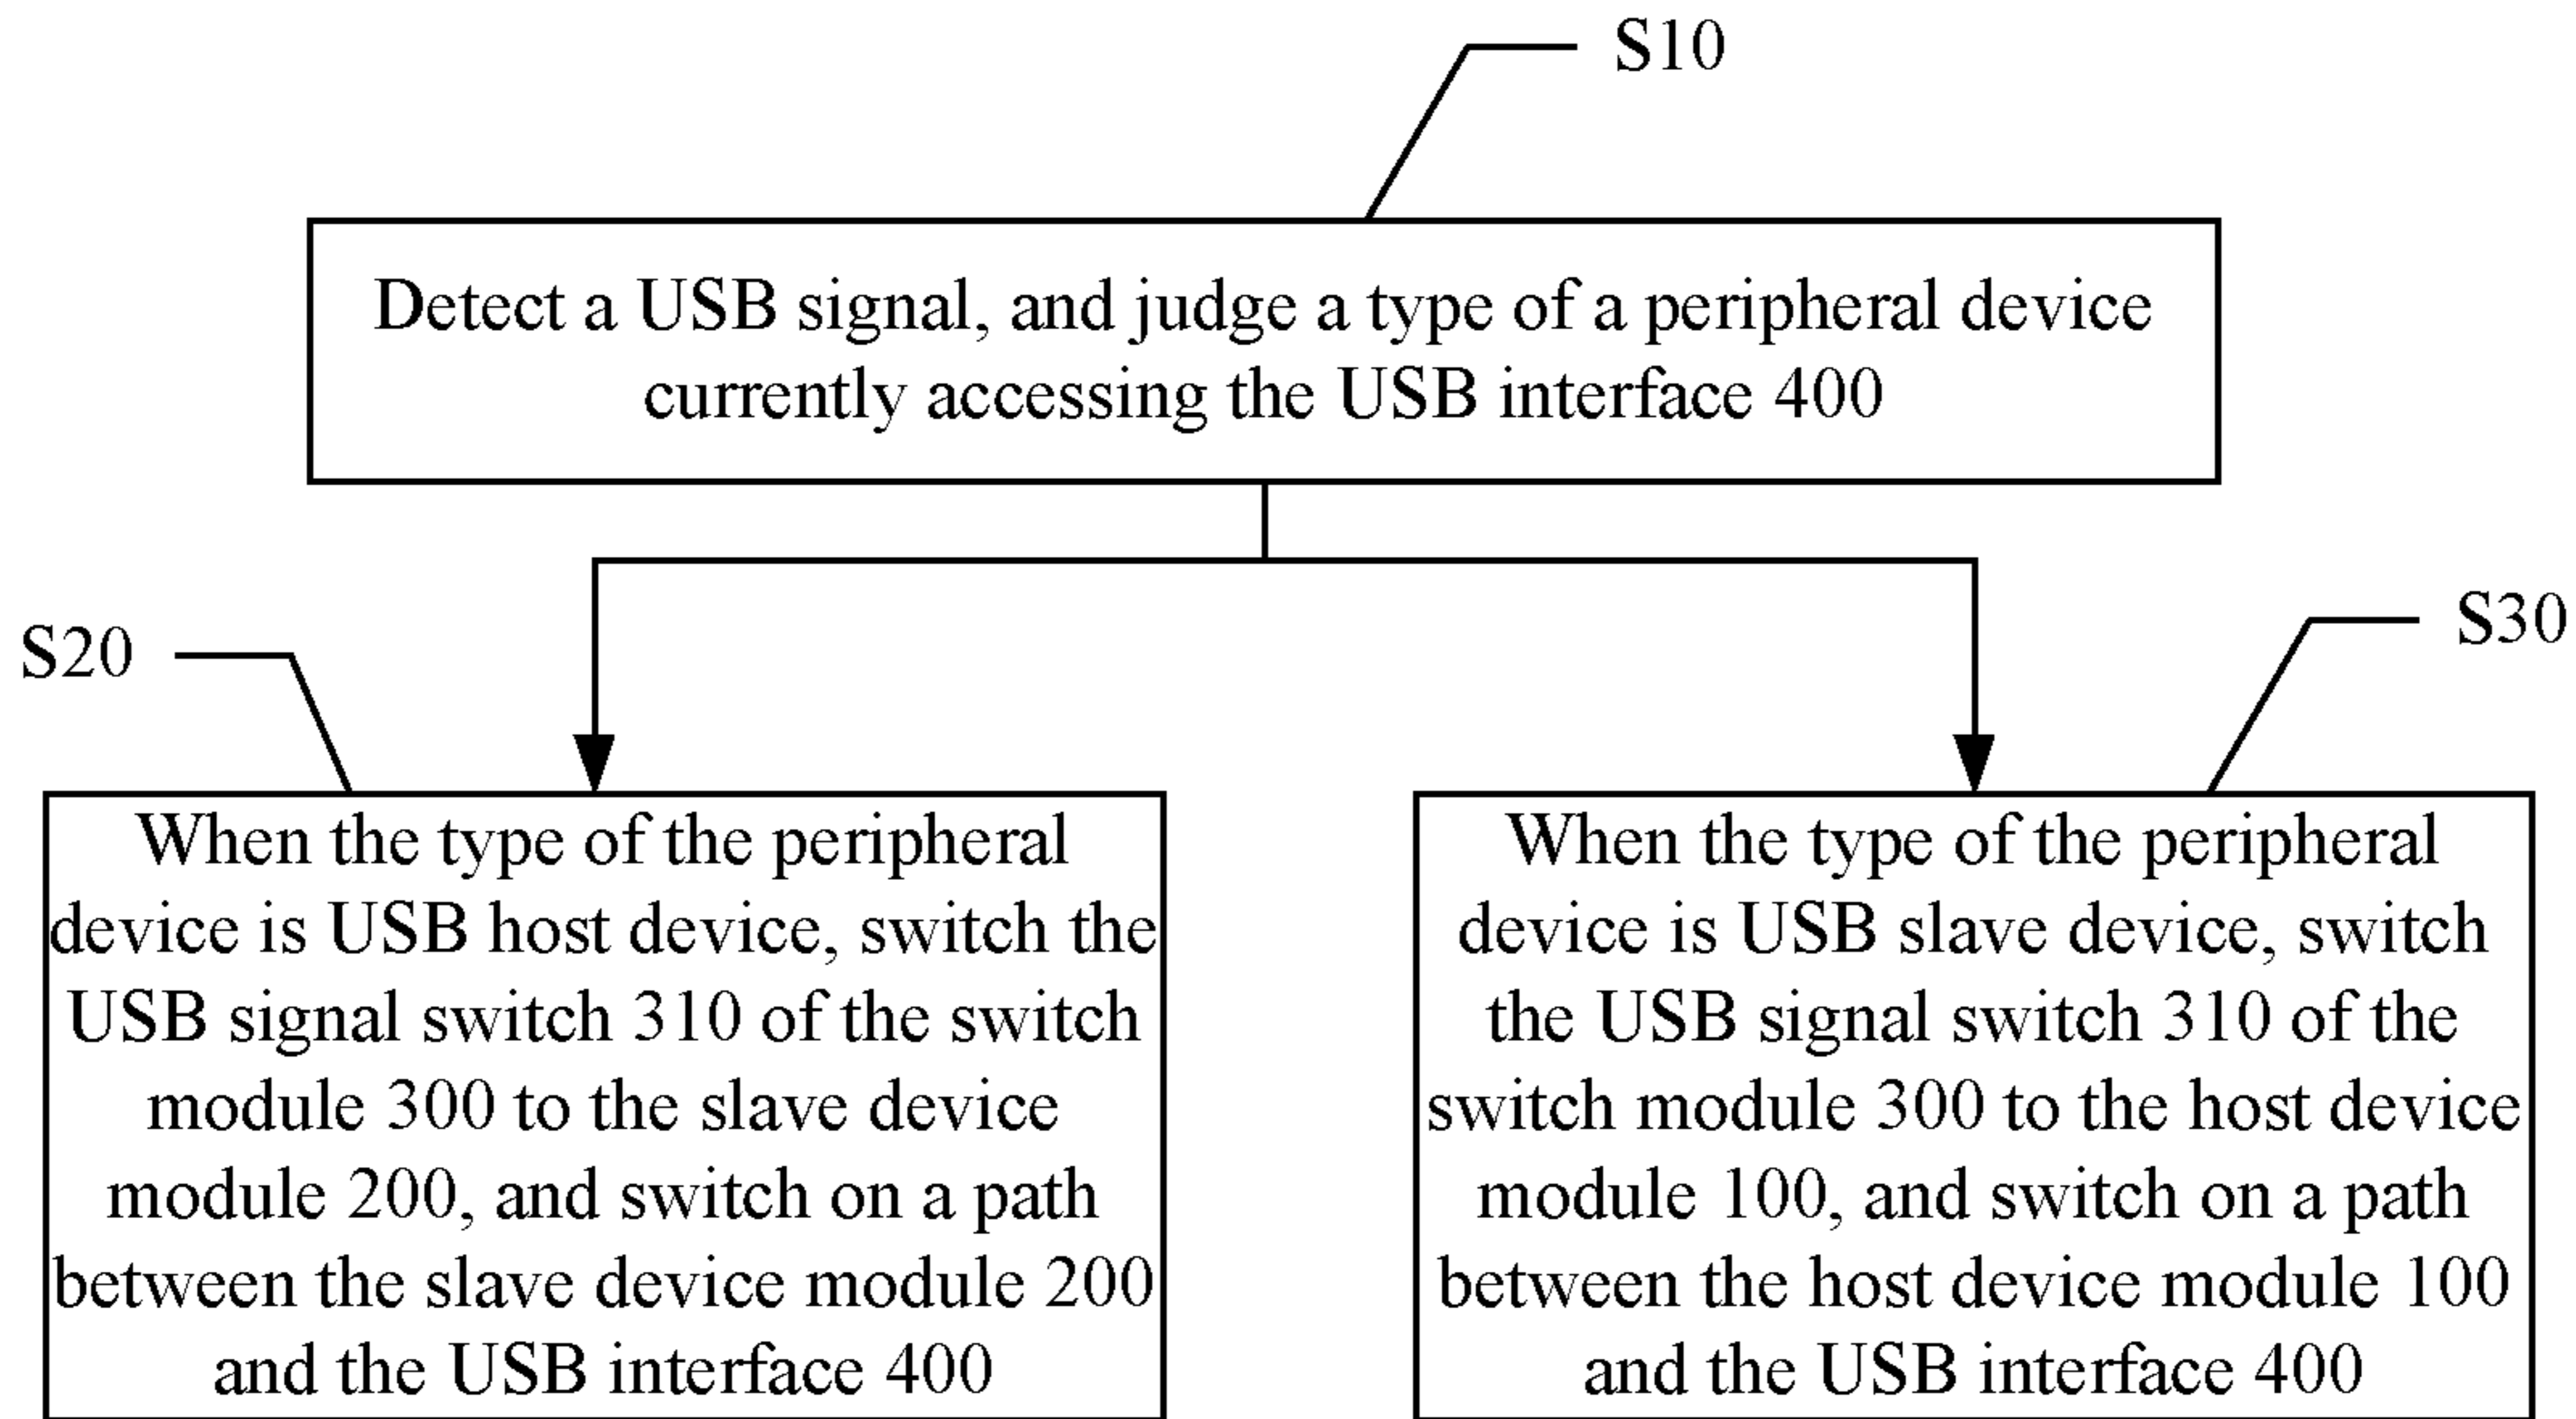 S10
Detect a USB signal, and judge a type of a peripheral device
currently accessing the USB interface 400
S20
When the type of the peripheral
device is USB host device, switch the
USB signal switch 310 of the switch
module 300 to the slave device
module 200, and switch on a path
between the slave device module 200
and the USB interface 400
S30
When the type of the peripheral
device is USB slave device, switch
the USB signal switch 310 of the
switch module 300 to the host device
module 100, and switch on a path
between the host device module 100
and the USB interface 400